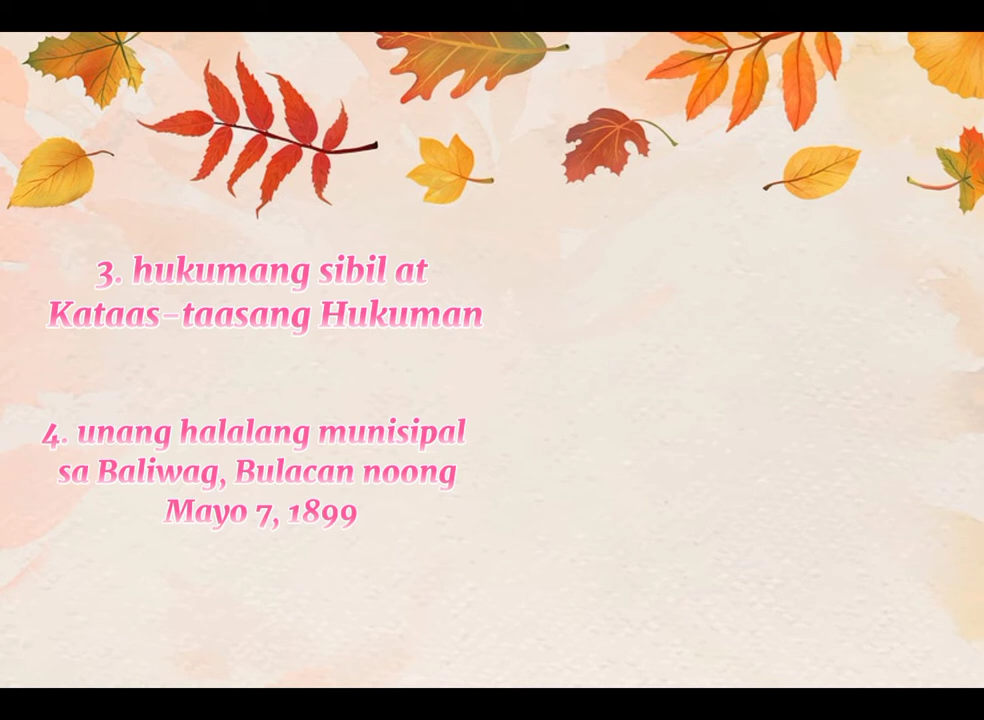 3. hukumang sibil at
Kataas-taasang Hukuman
4. unang halalang munisipal
sa Baliwag, Bulacan noong
Mayo 7, 1899